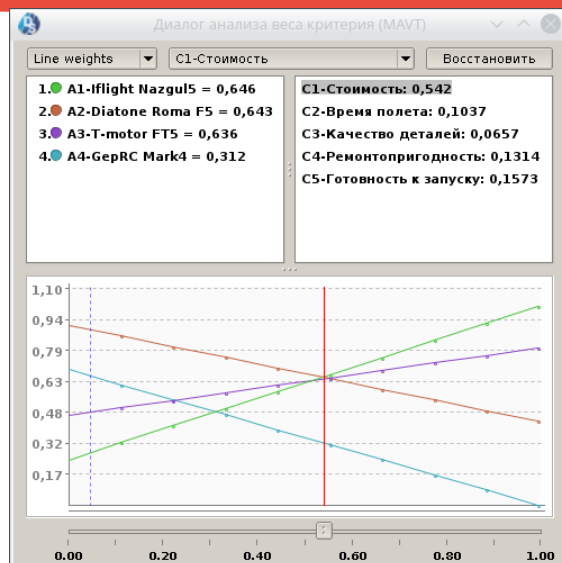 Диалог анализа веса критерия (MAVT)
Line weights C1-Стоимость Восстановить
1. A1-Iflight Nazgul5 = 0,646
2. A2-Diatone Roma F5 = 0,643
3. A3-T-motor FT5 = 0,636
4. A4-GepRC Mark4 = 0,312
C1-Стоимость: 0,542
C2-Время полета: 0,1037
C3-Качество деталей: 0,0657
C4-Ремонтопригодность: 0,1314
C5-Готовность к запуску: 0,1573
1,10
0,94
0,79
0,63
0,48
0,32
0,17
0.00 0.20 0.40 0.60 0.80 1.00